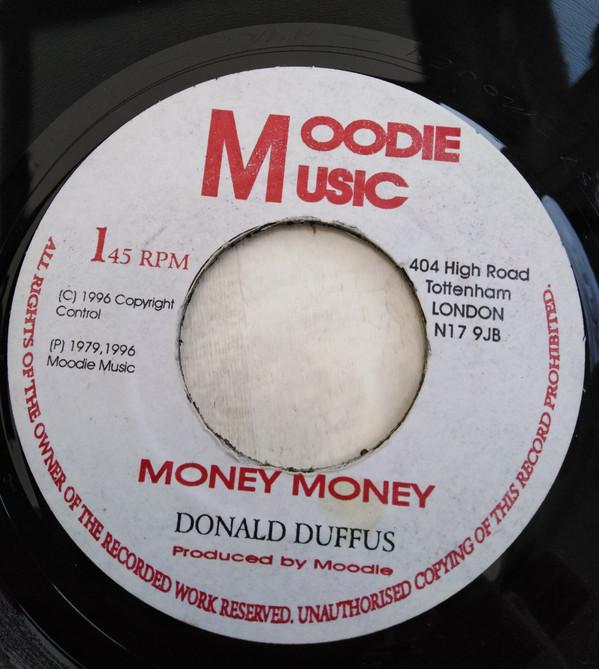 MOODIE
MUSIC
1 45 RPM
(C) 1996 Copyright
Control
(P) 1979,1996
Moodie Music
404 High Road
Tottenham
LONDON
N17 9JB
MONEY MONEY
DONALD DUFFUS
Produced by Moodie
ALL RIGHTS OF THE OWNER OF THE RECORDED WORK RESERVED. UNAUTHORISED COPYING OF THIS RECORD PROHIBITED.